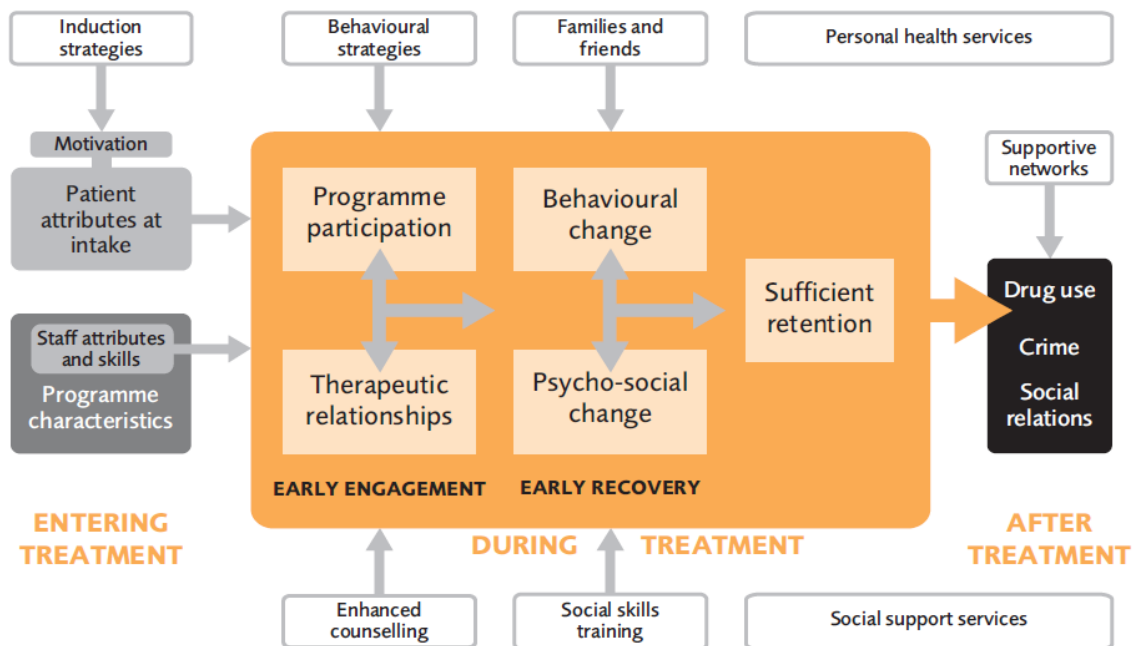 Induction
strategies
Behavioural
strategies
Families and
friends
Personal health services
Motivation
Patient
attributes at
intake
Staff attributes
and skills
Programme
characteristics
Programme
participation
Therapeutic
relationships
EARLY ENGAGEMENT
Behavioural
change
Psycho-social
change
EARLY RECOVERY
Sufficient
retention
Supportive
networks
Drug use
Crime
Social
relations
ENTERING
TREATMENT
DURING TREATMENT
AFTER
TREATMENT
Enhanced
counselling
Social skills
training
Social support services